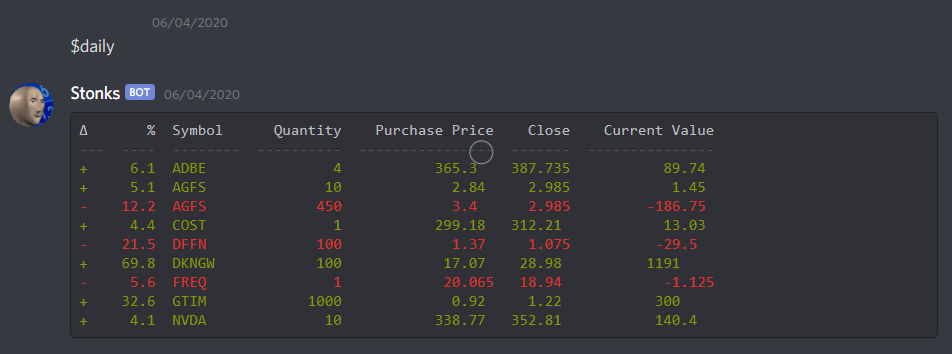 06/04/2020
$daily
Stonks BOT 06/04/2020
Δ % Symbol Quantity Purchase Price Close Current Value
--- ---- -------- ---------- ---------------- ------- ---------------
+ 6.1 ADBE 4 365.3 387.735 89.74
+ 5.1 AGFS 10 2.84 2.985 1.45
- 12.2 AGFS 450 3.4 2.985 -186.75
+ 4.4 COST 1 299.18 312.21 13.03
- 21.5 DFFN 100 1.37 1.075 -29.5
+ 69.8 DKNGW 100 17.07 28.98 1191
- 5.6 FREQ 1 20.065 18.94 -1.125
+ 32.6 GTIM 1000 0.92 1.22 300
+ 4.1 NVDA 10 338.77 352.81 140.4